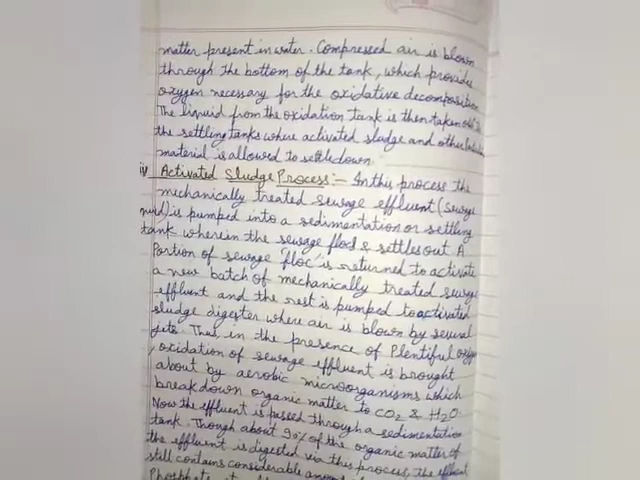 matter present in water. Compressed air is blown
through the bottom of the tank, which provides
oxygen necessary for the oxidative decomposition
The liquid from the oxidation tank is then taken
the settling tanks where activated sludge and other
material is allowed to settle down.
iv Activated Sludge Process:- In this process the
mechanically treated sewage effluent (sewage
is pumped into a sedimentation or settling
tank wherein the sewage flocs & settles out. A
Portion of sewage 'floc' is returned to activate
a new batch of mechanically treated sewage
effluent and the rest is pumped to activated
sludge digester where air is blown by several
jets. Thus, in the presence of Plentiful oxygen
, oxidation of sewage effluent is brought
about by aerobic microorganisms which
breakdown organic matter to CO2 & H2O.
Now the effluent is passed through a sedimentation
tank. Though about 90% of the organic matter of
the effluent is digested via this process, the effluent
still contains considerable
Phosphate